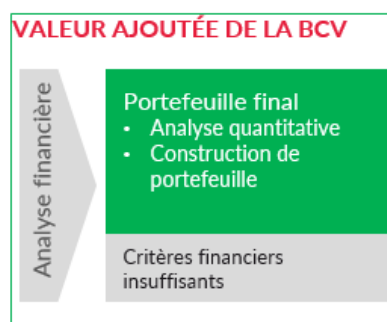 VALEUR AJOUTÉE DE LA BCV
Analyse financière
Portefeuille final
• Analyse quantitative
• Construction de
portefeuille
Critères financiers
insuffisants